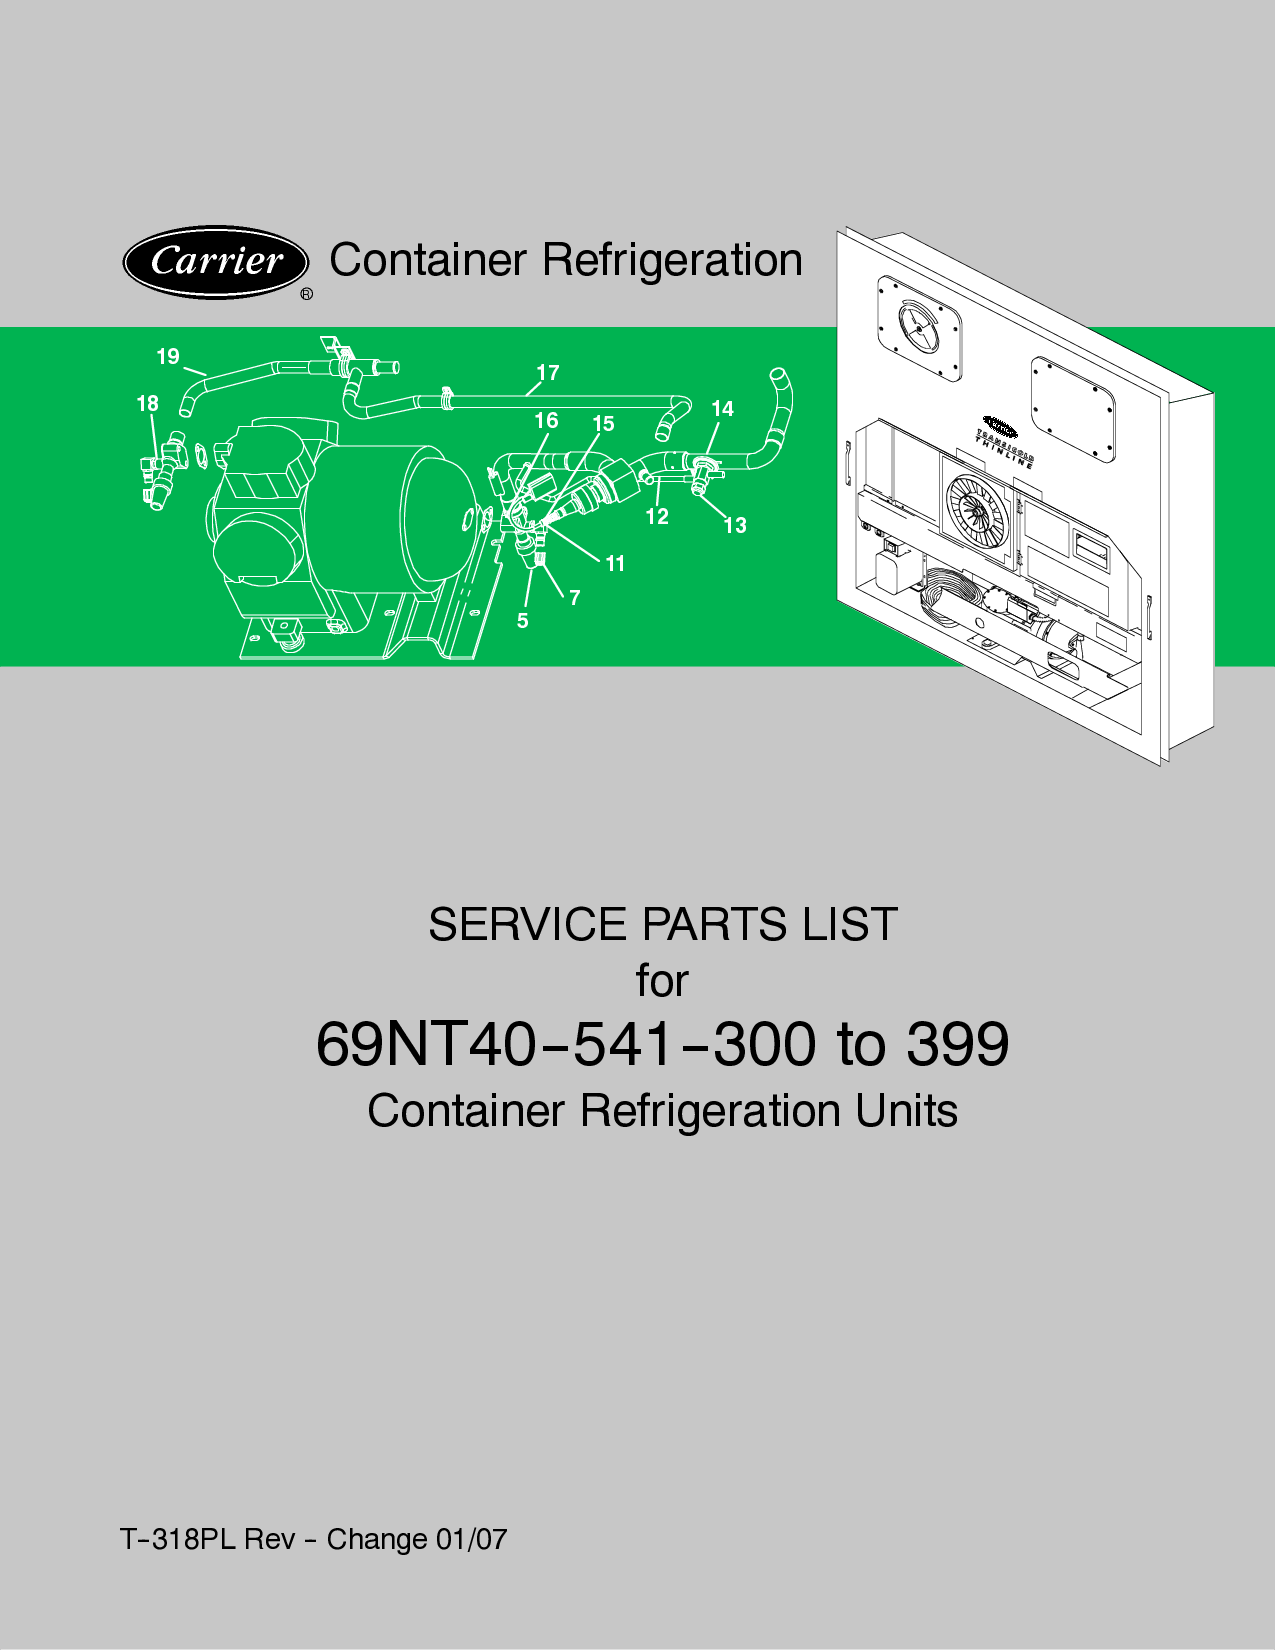 Carrier
®
Container Refrigeration
19
17
18
16
15
14
12
13
11
7
5
TRANSICOLD
THINLINE
SERVICE PARTS LIST
for
69NT40-541-300 to 399
Container Refrigeration Units
T-318PL Rev - Change 01/07